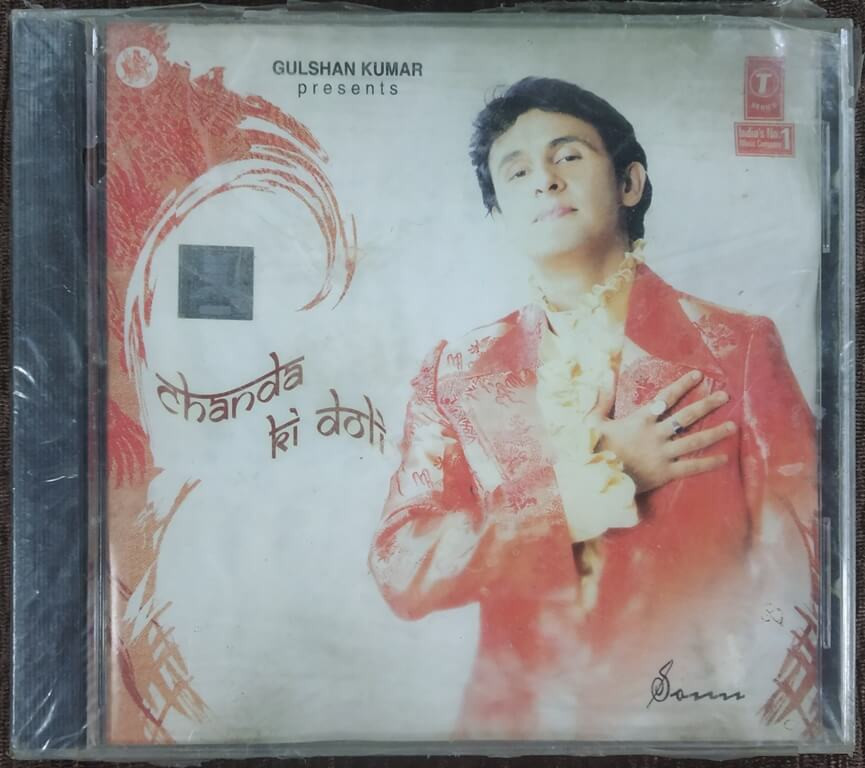 GULSHAN KUMAR
presents
T
SERIES
India's No.1
Music Company
chanda
ki doli
Sonu